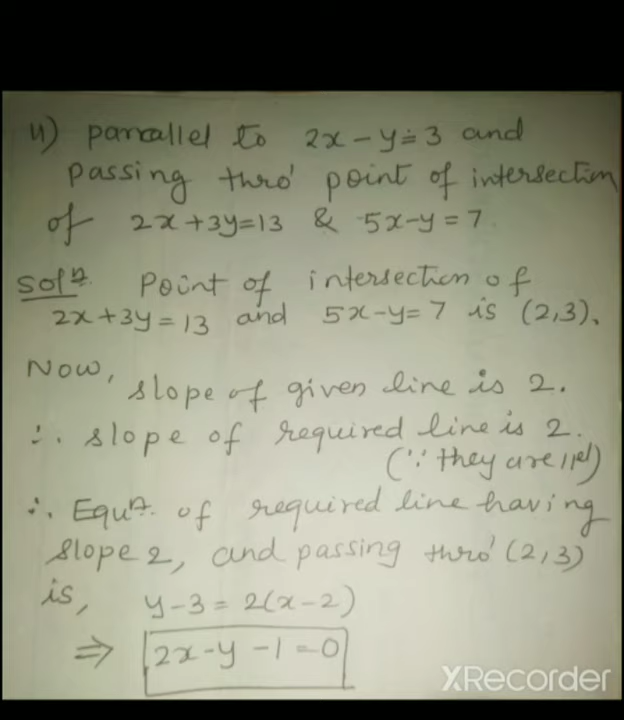 4) parallel to 2x - y = 3 and
passing thro' point of intersection
of 2x + 3y = 13 & 5x - y = 7
Solⁿ. Point of intersection of
2x + 3y = 13 and 5x - y = 7 is (2,3).
Now, slope of given line is 2.
∴ slope of required line is 2.
(∵ they are ||el)
∴ Equⁿ. of required line having
slope 2, and passing thro' (2,3)
is, y - 3 = 2(x - 2)
⇒ 2x - y - 1 = 0
XRecorder